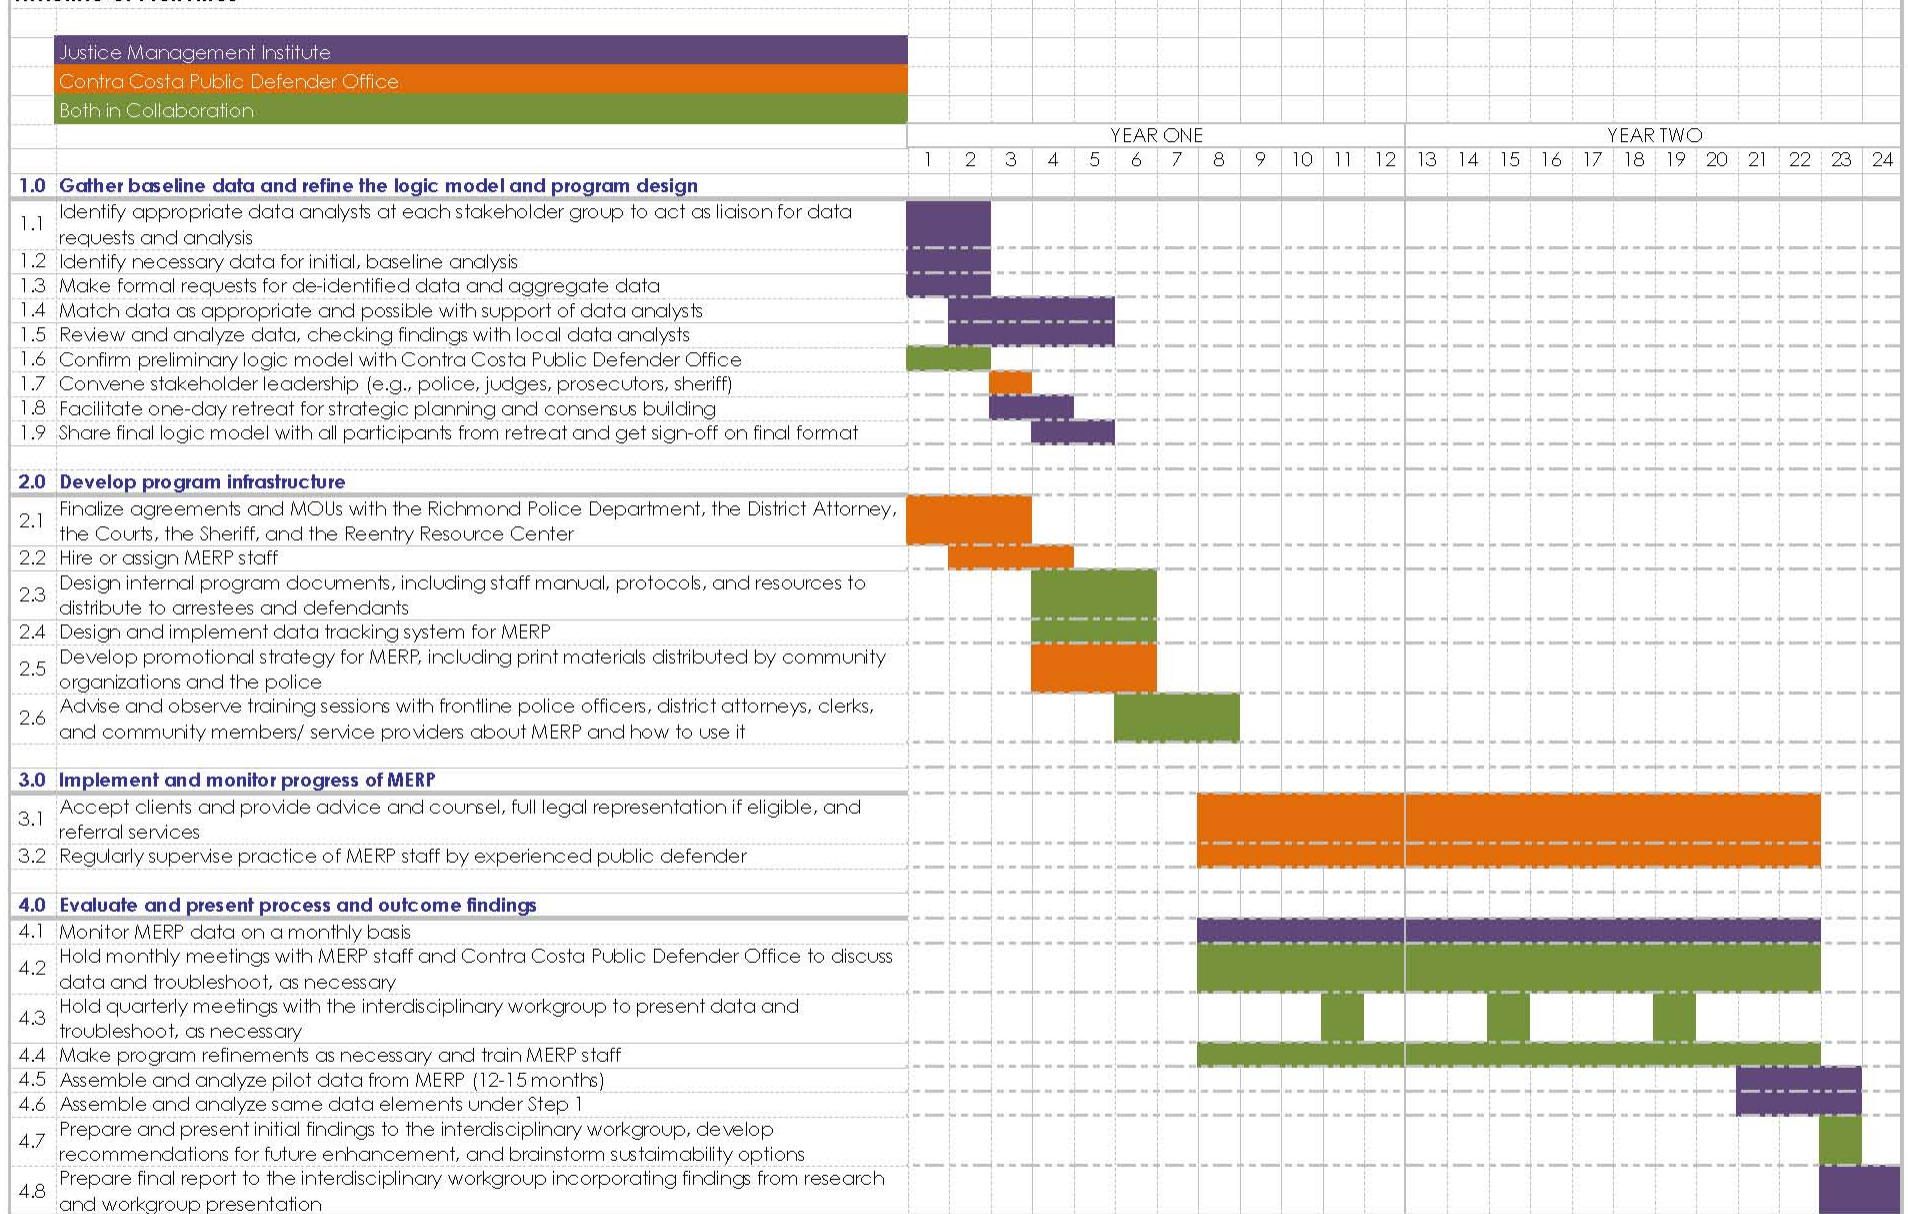 Justice Management Institute
Contra Costa Public Defender Office
Both in Collaboration
YEAR ONE YEAR TWO
1 2 3 4 5 6 7 8 9 10 11 12 13 14 15 16 17 18 19 20 21 22 23 24
1.0 Gather baseline data and refine the logic model and program design
1.1 Identify appropriate data analysts at each stakeholder group to act as liaison for data
requests and analysis
1.2 Identify necessary data for initial, baseline analysis
1.3 Make formal requests for de-identified data and aggregate data
1.4 Match data as appropriate and possible with support of data analysts
1.5 Review and analyze data, checking findings with local data analysts
1.6 Confirm preliminary logic model with Contra Costa Public Defender Office
1.7 Convene stakeholder leadership (e.g., police, judges, prosecutors, sheriff)
1.8 Facilitate one-day retreat for strategic planning and consensus building
1.9 Share final logic model with all participants from retreat and get sign-off on final format
2.0 Develop program infrastructure
2.1 Finalize agreements and MOUs with the Richmond Police Department, the District Attorney,
the Courts, the Sheriff, and the Reentry Resource Center
2.2 Hire or assign MERP staff
2.3 Design internal program documents, including staff manual, protocols, and resources to
distribute to arrestees and defendants
2.4 Design and implement data tracking system for MERP
2.5 Develop promotional strategy for MERP, including print materials distributed by community
organizations and the police
2.6 Advise and observe training sessions with frontline police officers, district attorneys, clerks,
and community members/ service providers about MERP and how to use it
3.0 Implement and monitor progress of MERP
3.1 Accept clients and provide advice and counsel, full legal representation if eligible, and
referral services
3.2 Regularly supervise practice of MERP staff by experienced public defender
4.0 Evaluate and present process and outcome findings
4.1 Monitor MERP data on a monthly basis
4.2 Hold monthly meetings with MERP staff and Contra Costa Public Defender Office to discuss
data and troubleshoot, as necessary
4.3 Hold quarterly meetings with the interdisciplinary workgroup to present data and
troubleshoot, as necessary
4.4 Make program refinements as necessary and train MERP staff
4.5 Assemble and analyze pilot data from MERP (12-15 months)
4.6 Assemble and analyze same data elements under Step 1
4.7 Prepare and present initial findings to the interdisciplinary workgroup, develop
recommendations for future enhancement, and brainstorm sustaimability options
4.8 Prepare final report to the interdisciplinary workgroup incorporating findings from research
and workgroup presentation